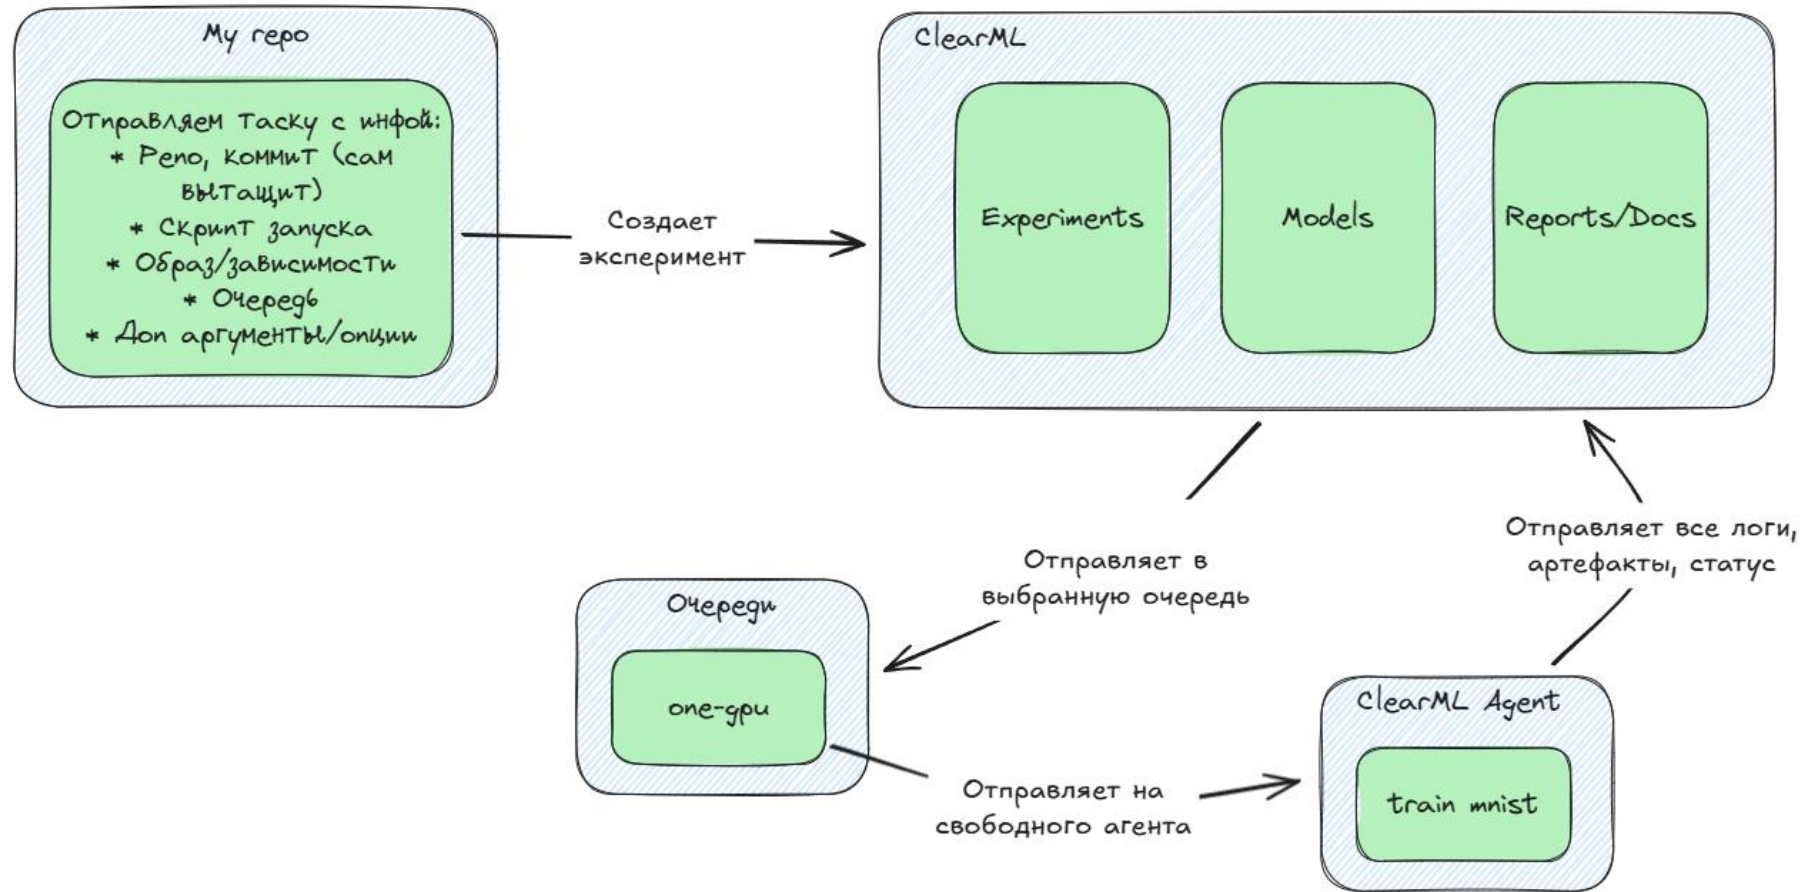 My repo
Отправляем таску с инфой:
* Репо, коммит (сам
вытащит)
* Скрипт запуска
* Образ/зависимости
* Очередь
* Доп аргументы/опции
Создает
эксперимент
ClearML
Experiments
Models
Reports/Docs
Отправляет в
выбранную очередь
Отправляет все логи,
артефакты, статус
Очереди
one-gpu
Отправляет на
свободного агента
ClearML Agent
train mnist